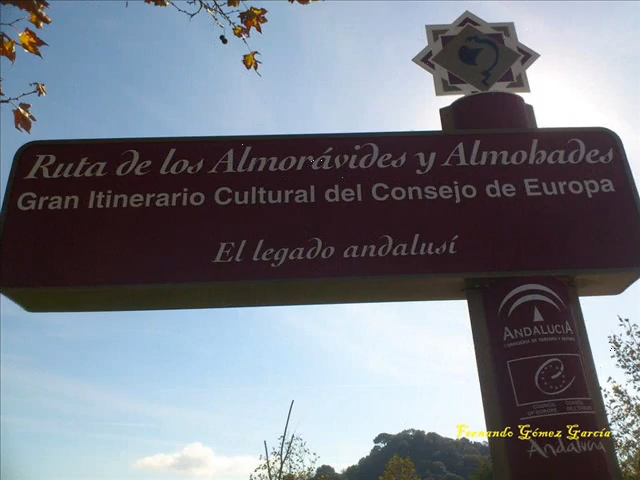 Ruta de los Almorávides y Almohades
Gran Itinerario Cultural del Consejo de Europa
El legado andalusí
ANDALUCIA
Fernando Gómez García
Andalucía